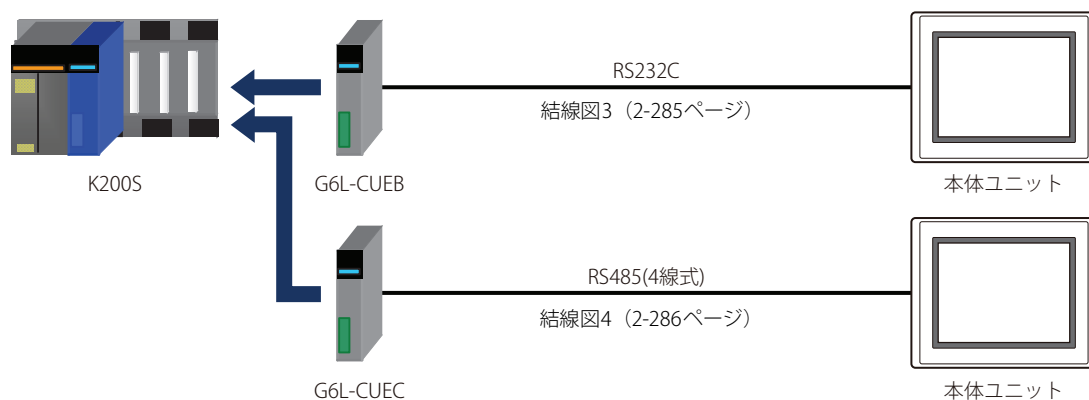 RS232C
結線図3（2-285ページ）
K200S
G6L-CUEB
本体ユニット
RS485(4線式)
結線図4（2-286ページ）
G6L-CUEC
本体ユニット